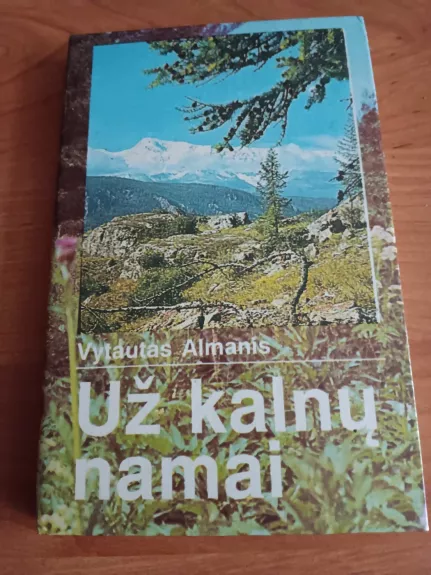 Vytautas Almanis
Už kalnų
namai